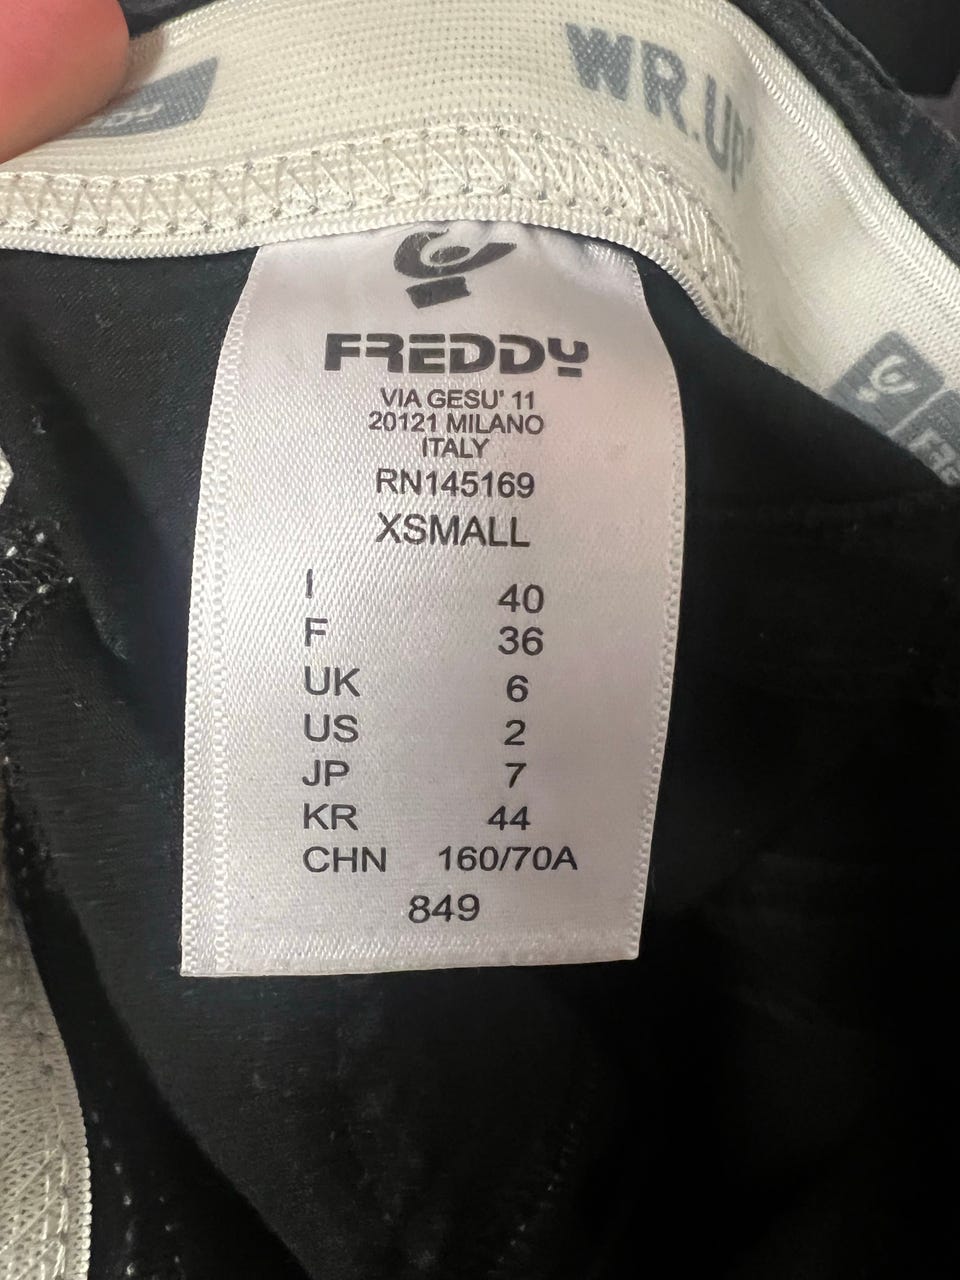 WR.UP
FREDDY
VIA GESU' 11
20121 MILANO
ITALY
RN145169
XSMALL
I 40
F 36
UK 6
US 2
JP 7
KR 44
CHN 160/70A
849